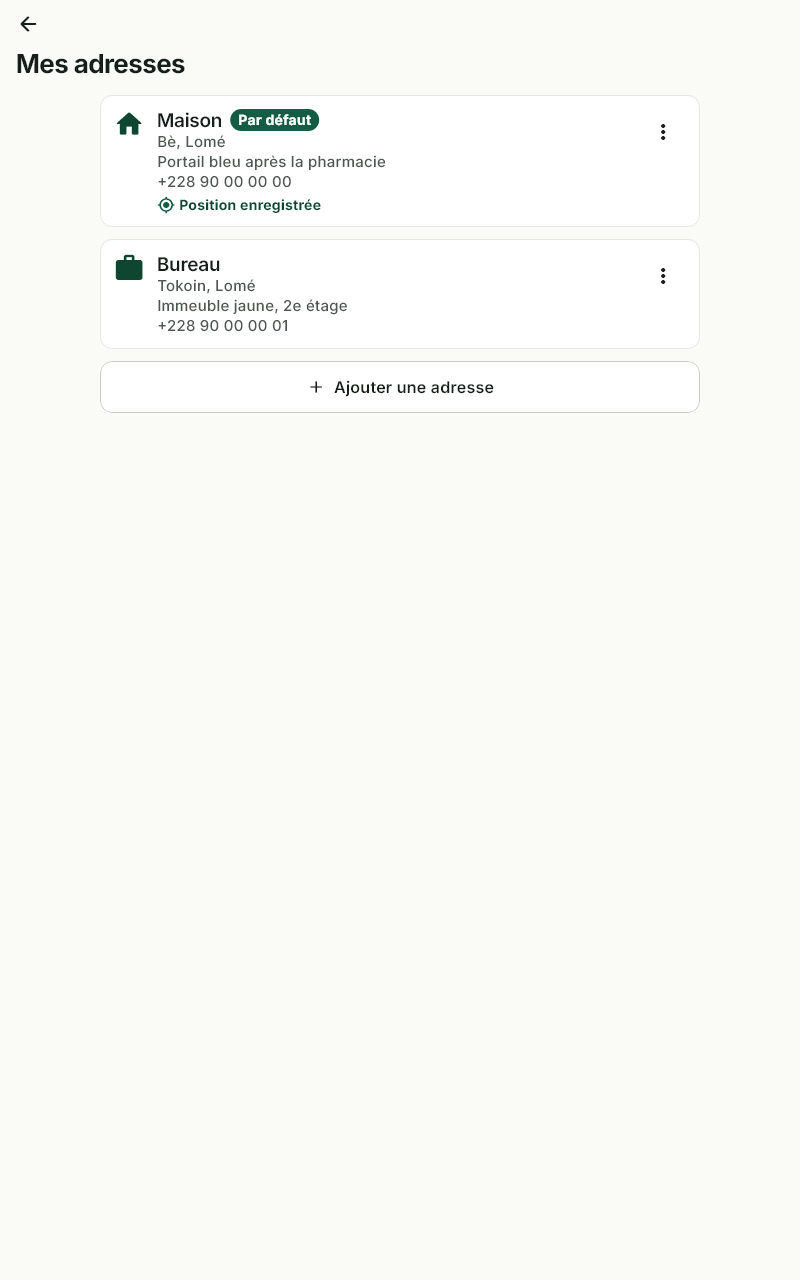 Mes adresses
Maison Par défaut
Bè, Lomé
Portail bleu après la pharmacie
+228 90 00 00 00
Position enregistrée
Bureau
Tokoin, Lomé
Immeuble jaune, 2e étage
+228 90 00 00 01
Ajouter une adresse